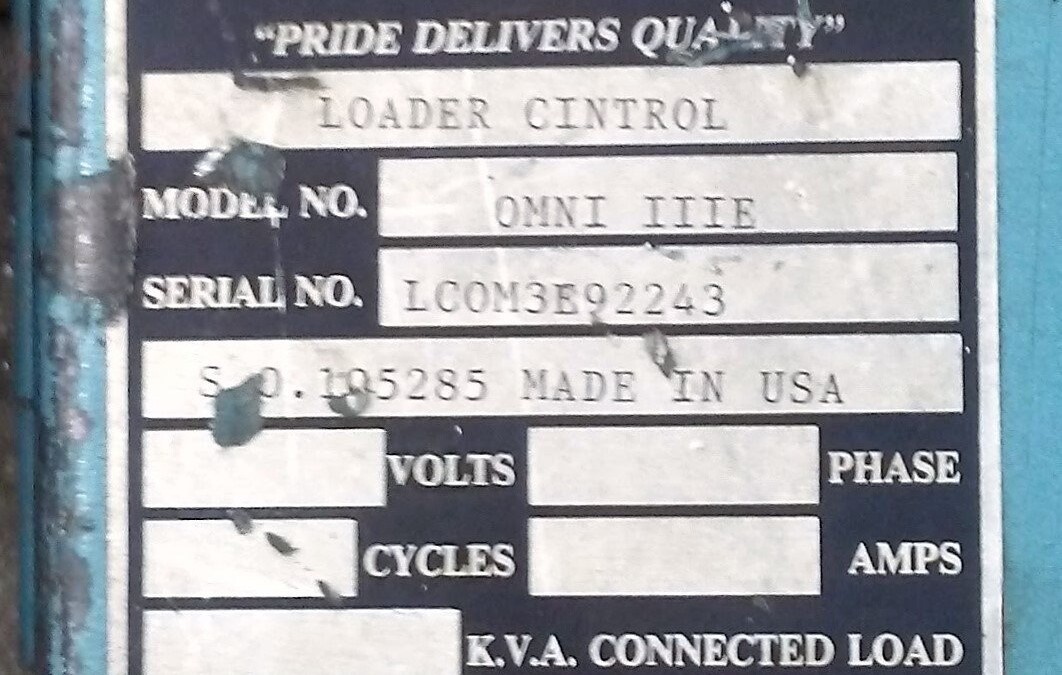 “PRIDE DELIVERS QUALITY”
LOADER CINTROL
MODEL NO. OMNI IIIE
SERIAL NO. LCOM3E92243
S.O.105285 MADE IN USA
VOLTS PHASE
CYCLES AMPS
K.V.A. CONNECTED LOAD